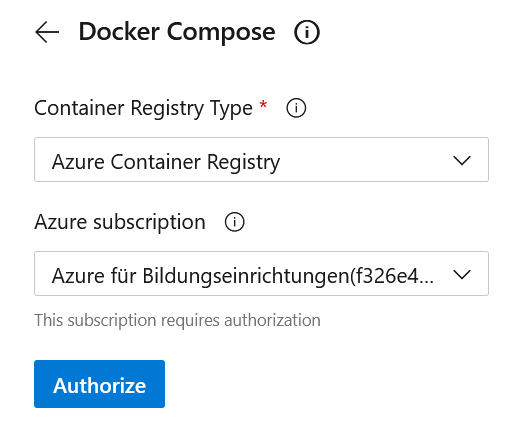 Docker Compose
Container Registry Type *
Azure Container Registry
Azure subscription
Azure für Bildungseinrichtungen(f326e4...
This subscription requires authorization
Authorize